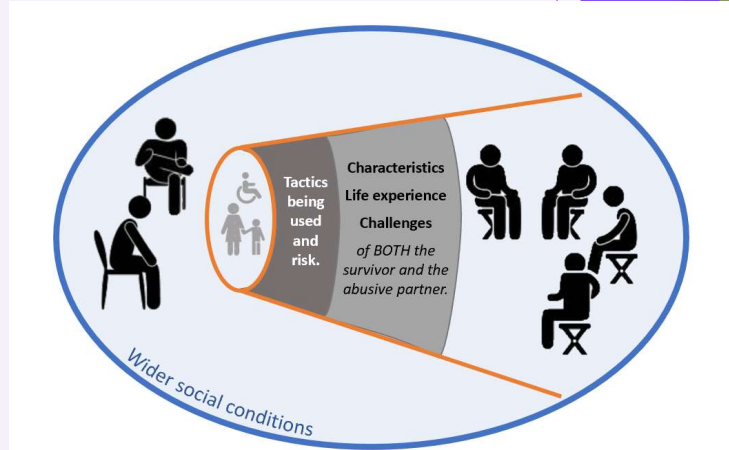 Tactics
being
used
and
risk.
Characteristics
Life experience
Challenges
of BOTH the
survivor and the
abusive partner.
Wider social conditions